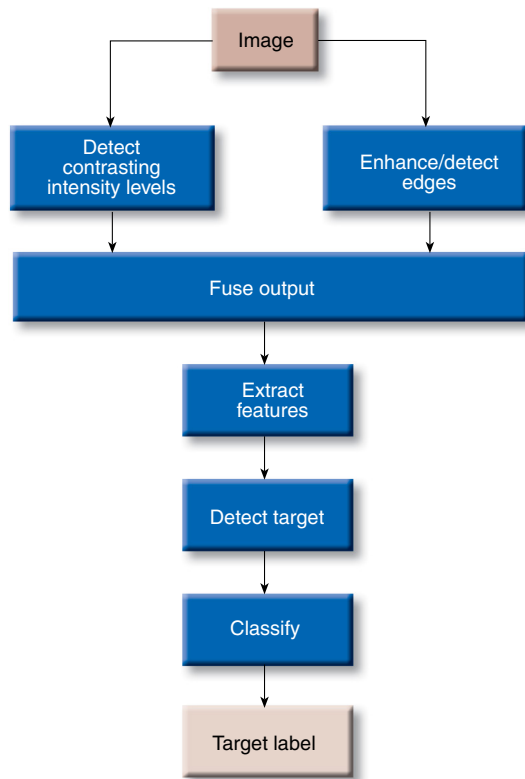 Image
Detect
contrasting
intensity levels
Enhance/detect
edges
Fuse output
Extract
features
Detect target
Classify
Target label